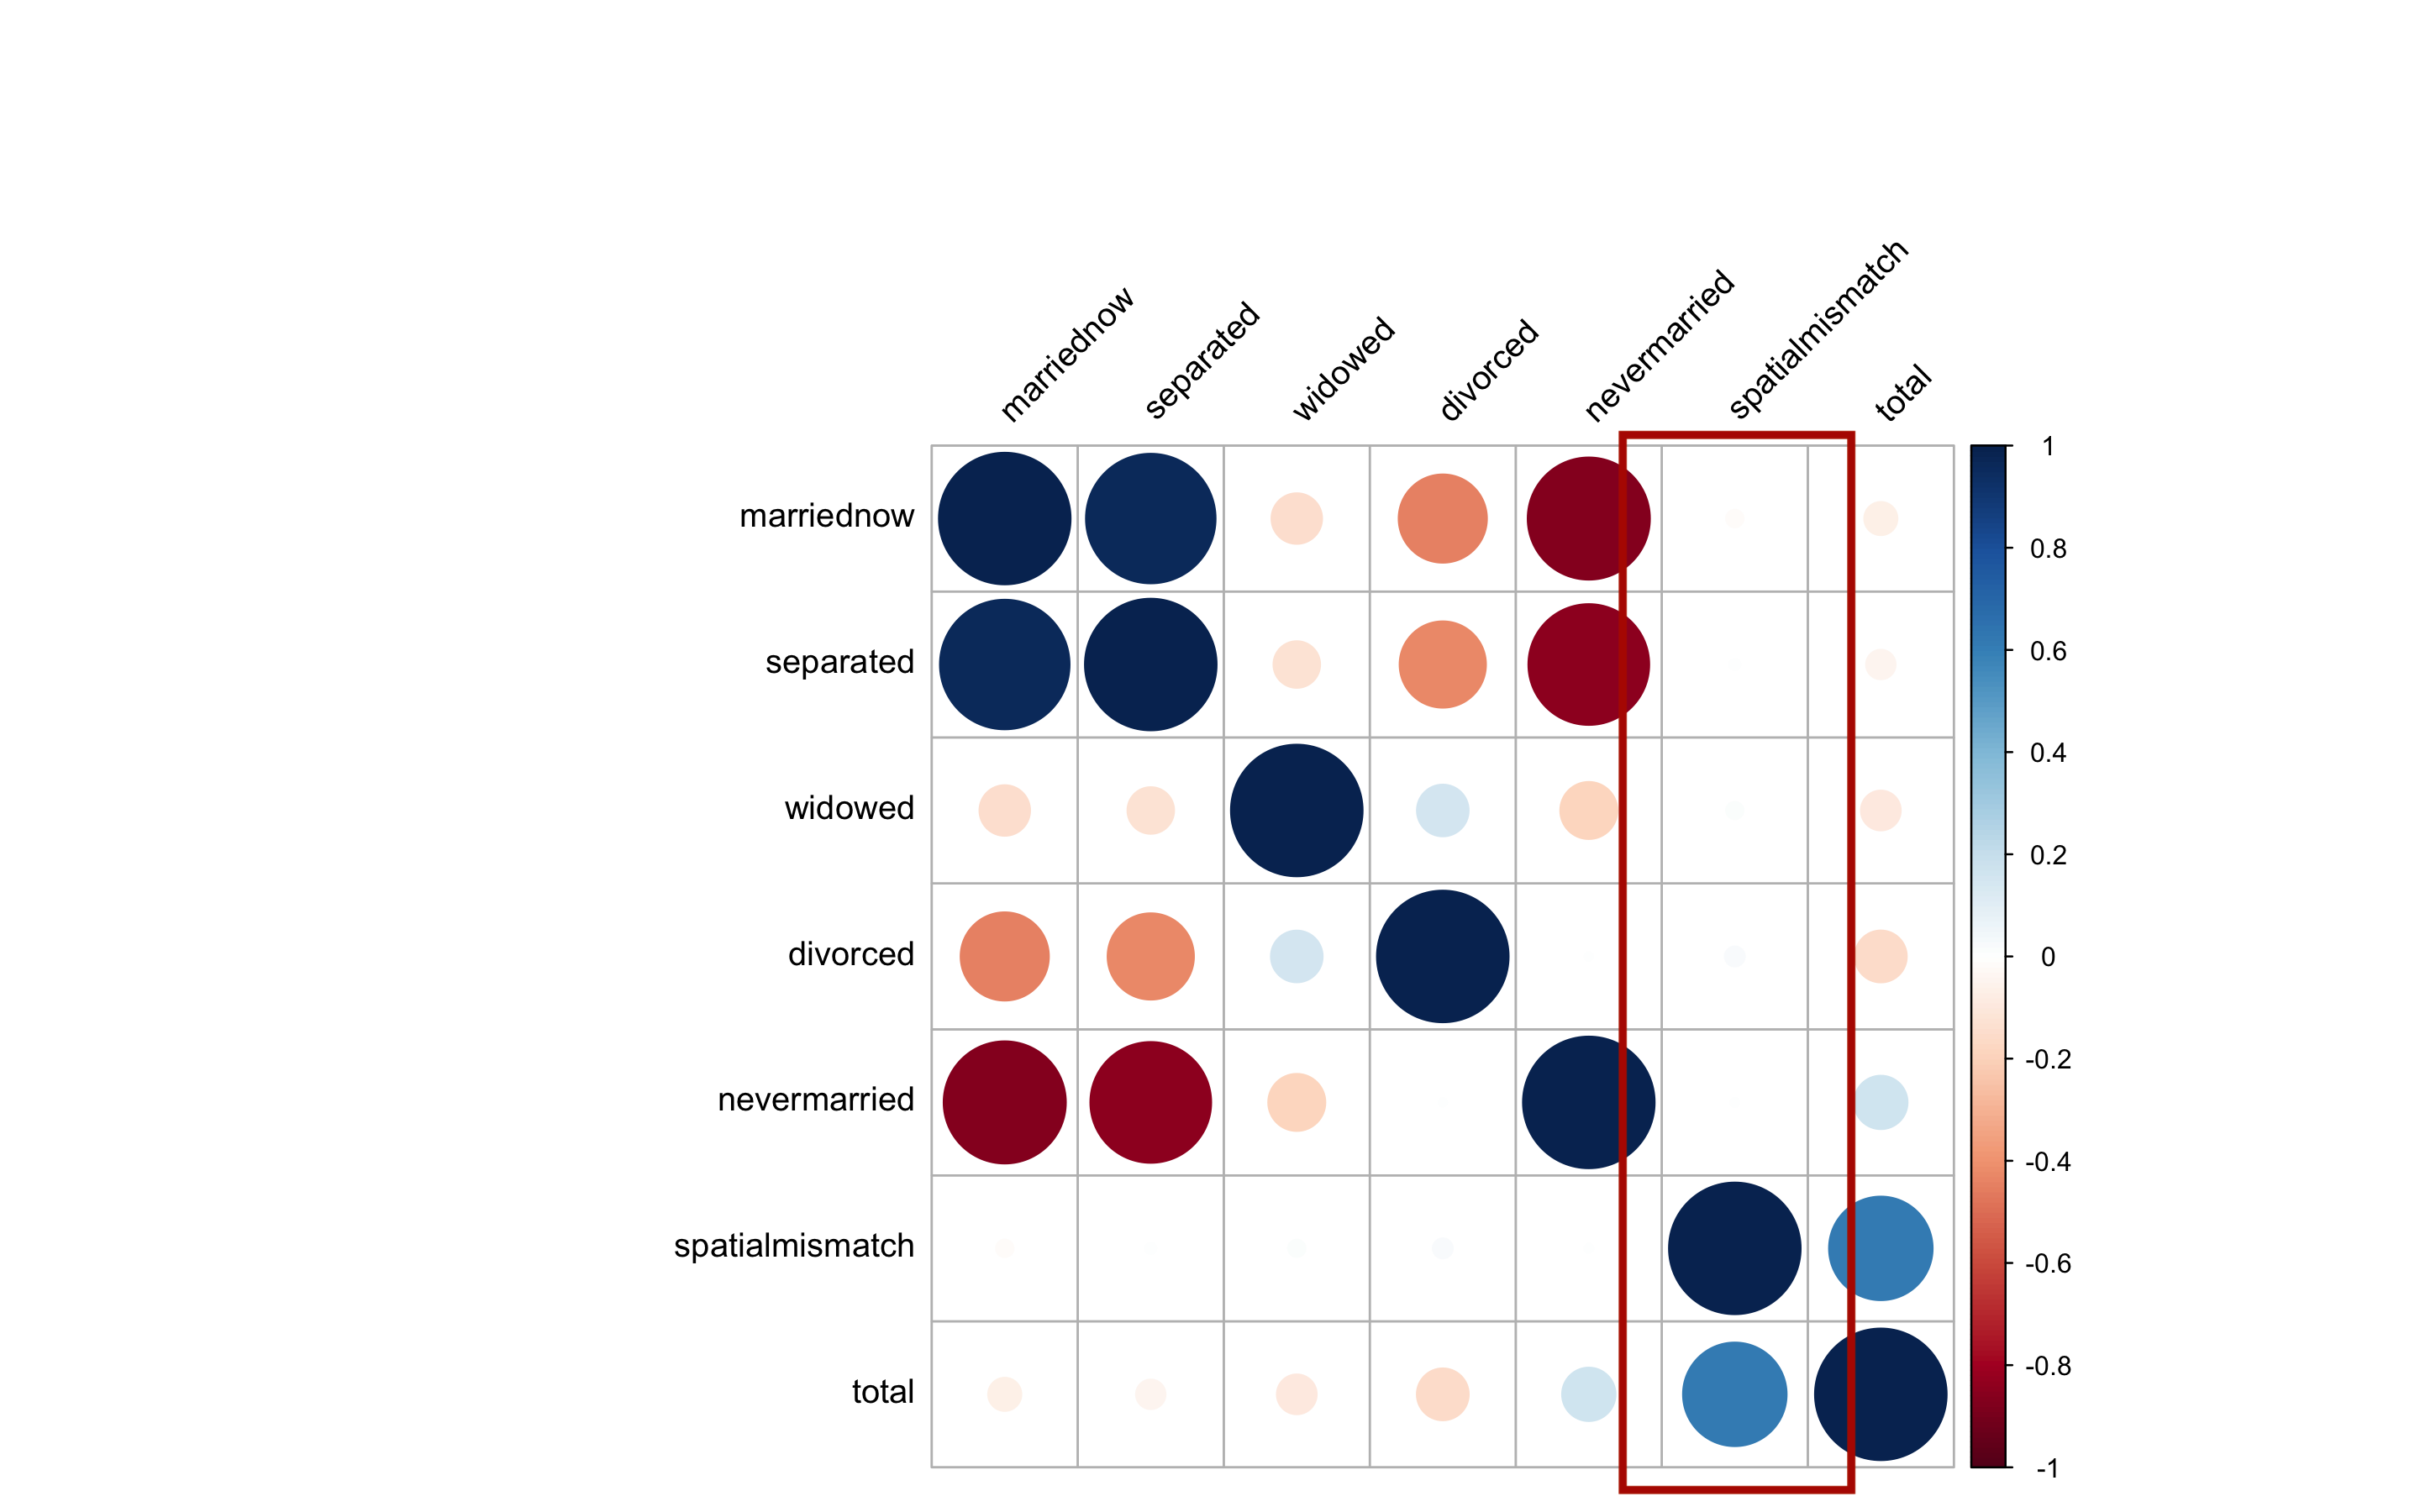 marriednow
separated
widowed
divorced
nevermarried
spatialmismatch
total
marriednow
separated
widowed
divorced
nevermarried
spatialmismatch
total
1
0.8
0.6
0.4
0.2
0
-0.2
-0.4
-0.6
-0.8
-1